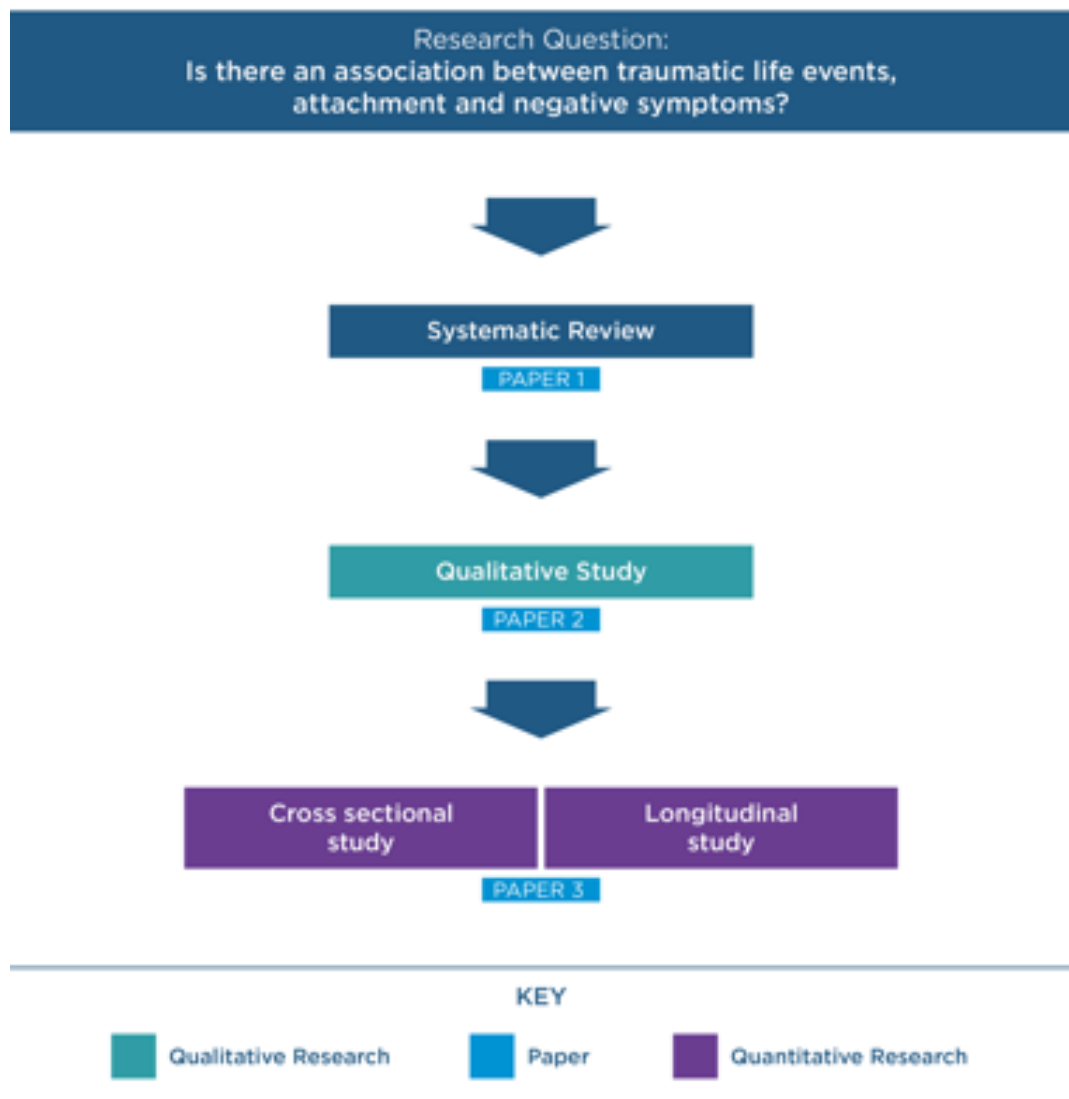 Research Question:
Is there an association between traumatic life events,
attachment and negative symptoms?
Systematic Review
PAPER 1
Qualitative Study
PAPER 2
Cross sectional
study
Longitudinal
study
PAPER 3
KEY
Qualitative Research
Paper
Quantitative Research